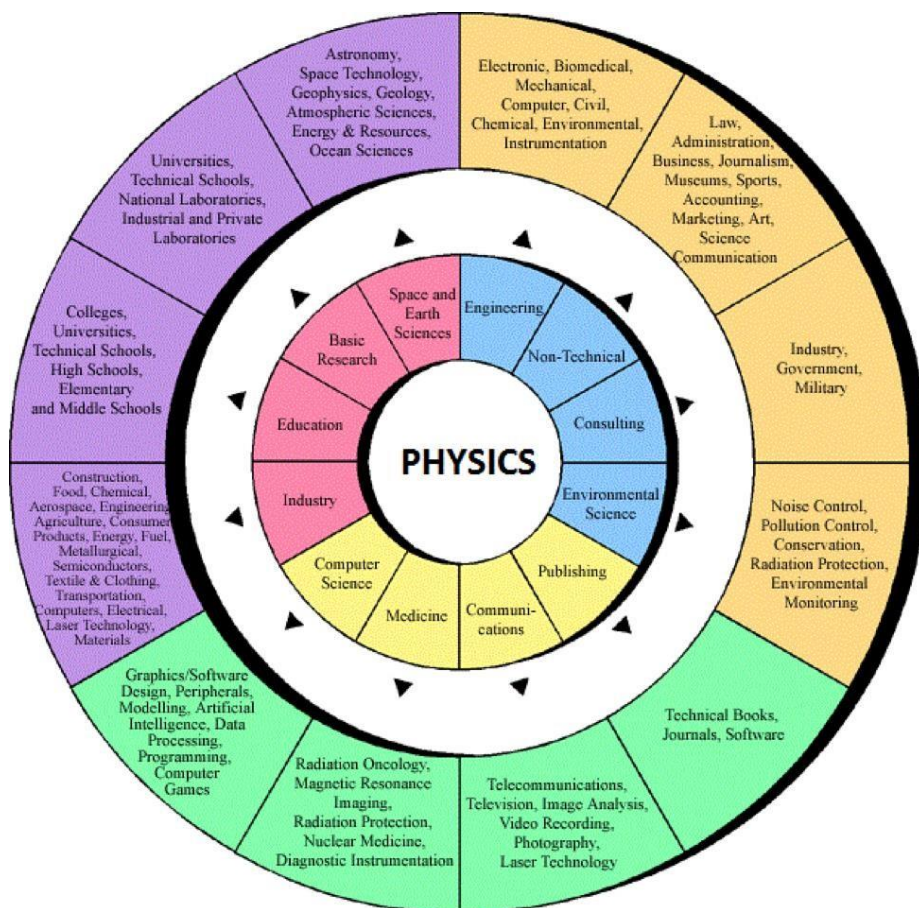 Astronomy,
Space Technology,
Geophysics, Geology,
Atmospheric Sciences,
Energy & Resources,
Ocean Sciences
Electronic, Biomedical,
Mechanical,
Computer, Civil,
Chemical, Environmental,
Instrumentation
Law,
Administration,
Business, Journalism,
Museums, Sports,
Accounting,
Marketing, Art,
Science
Communication
Industry,
Government,
Military
Noise Control,
Pollution Control,
Conservation,
Radiation Protection,
Environmental
Monitoring
Technical Books,
Journals, Software
Telecommunications,
Television, Image Analysis,
Video Recording,
Photography,
Laser Technology
Radiation Oncology,
Magnetic Resonance
Imaging,
Radiation Protection,
Nuclear Medicine,
Diagnostic Instrumentation
Graphics/Software
Design, Peripherals,
Modelling, Artificial
Intelligence, Data
Processing,
Programming,
Computer
Games
Construction,
Food, Chemical,
Aerospace, Engineering
Agriculture, Consumer
Products, Energy, Fuel,
Metallurgical,
Semiconductors,
Textile & Clothing,
Transportation,
Computers, Electrical,
Laser Technology,
Materials
Colleges,
Universities,
Technical Schools,
High Schools,
Elementary
and Middle Schools
Universities,
Technical Schools,
National Laboratories,
Industrial and Private
Laboratories
Space and
Earth
Sciences
Engineering
Non-Technical
Consulting
Environmental
Science
Publishing
Communi-
cations
Medicine
Computer
Science
Industry
Education
Basic
Research
PHYSICS